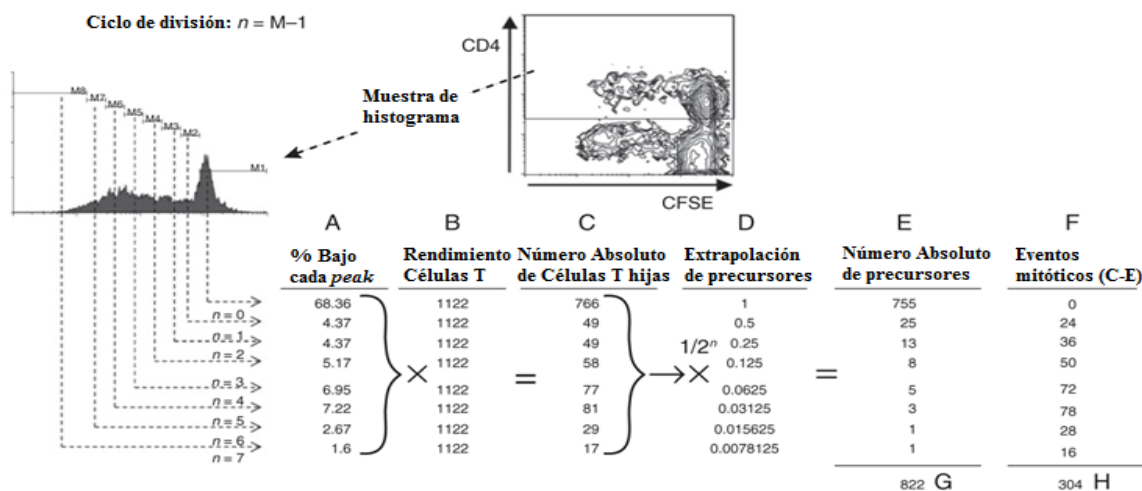 Ciclo de división: n = M–1
CD4
CFSE
Muestra de
histograma
M8
M7
M6
M5
M4
M3
M2
M1
A
B
C
D
E
F
% Bajo
cada peak
Rendimiento
Células T
Número Absoluto
de Células T hijas
Extrapolación
de precursores
Número Absoluto
de precursores
Eventos
mitóticos (C-E)
68.36 1122 766 1 755 0
n = 0
4.37 1122 49 0.5 25 24
n = 1
4.37 1122 49 0.25 13 36
n = 2
5.17 1122 58 0.125 8 50
n = 3
6.95 1122 77 0.0625 5 72
n = 4
7.22 1122 81 0.03125 3 78
n = 5
2.67 1122 29 0.015625 1 28
n = 6
1.6 1122 17 0.0078125 1 16
n = 7
× = → 1/2ⁿ × =
822 G
304 H